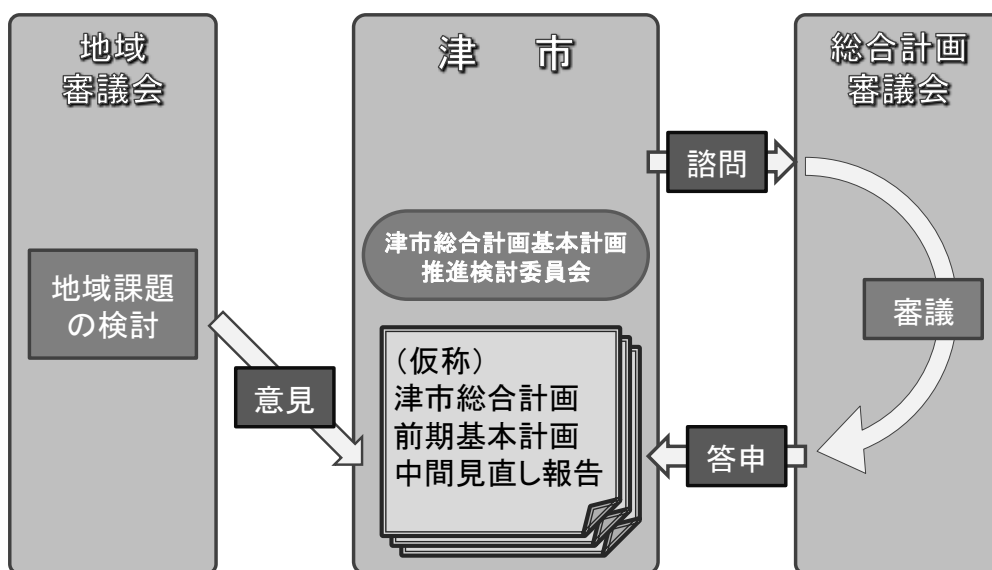 地域
審議会
地域課題
の検討
意見
津 市
津市総合計画基本計画
推進検討委員会
（仮称）
津市総合計画
前期基本計画
中間見直し報告
諮問
答申
総合計画
審議会
審議